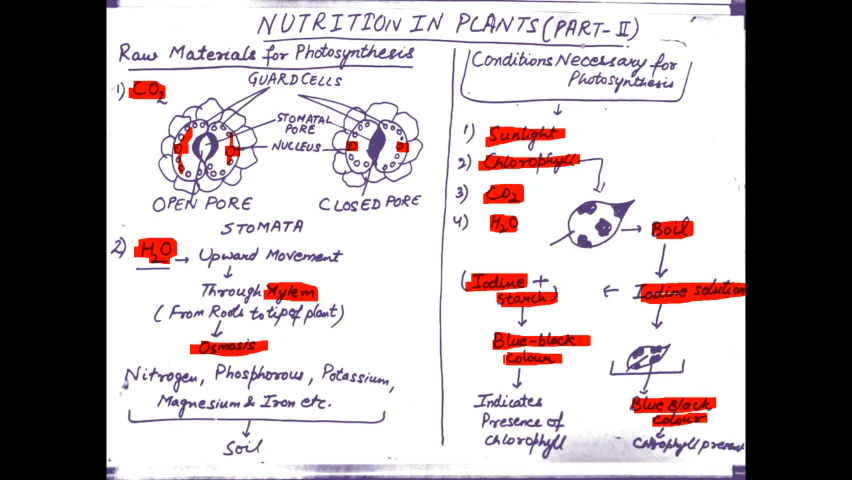 NUTRITION IN PLANTS (PART-II)
Raw Materials for Photosynthesis
1) CO2
GUARD CELLS
STOMATAL PORE
NUCLEUS
OPEN PORE
CLOSED PORE
STOMATA
2) H2O → Upward Movement
Through Xylem
(From Roots to tip of plant)
Osmosis
Nitrogen, Phosphorous, Potassium,
Magnesium & Iron etc.
Soil
Conditions Necessary for
Photosynthesis
1) Sunlight
2) Chlorophyll
3) CO2
4) H2O
Boil
Iodine solution
(Iodine +
starch)
Blue-black
colour
Indicates
Presence of
chlorophyll
Blue Black
colour
Chlrophyll present